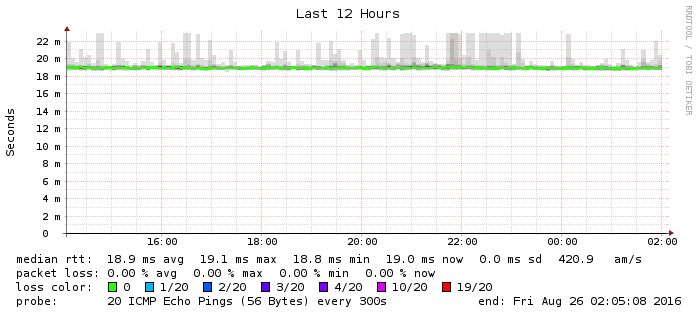 Last 12 Hours
RRDTOOL / TOBI OETIKER
Seconds
22 m
20 m
18 m
16 m
14 m
12 m
10 m
8 m
6 m
4 m
2 m
0
16:00 18:00 20:00 22:00 00:00 02:00
median rtt: 18.9 ms avg 19.1 ms max 18.8 ms min 19.0 ms now 0.0 ms sd 420.9 am/s
packet loss: 0.00 % avg 0.00 % max 0.00 % min 0.00 % now
loss color: 0 1/20 2/20 3/20 4/20 10/20 19/20
probe: 20 ICMP Echo Pings (56 Bytes) every 300s end: Fri Aug 26 02:05:08 2016